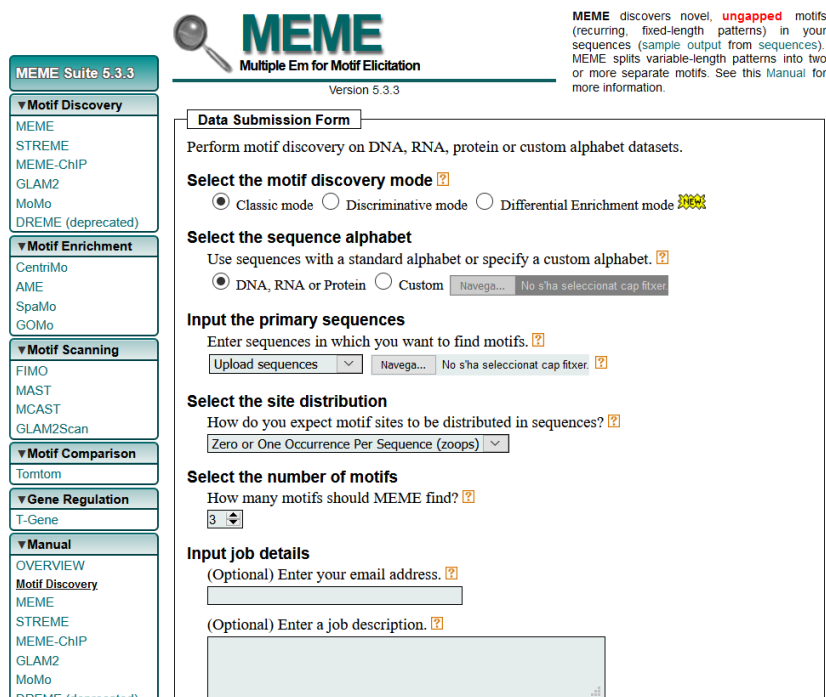 MEME Suite 5.3.3
▼Motif Discovery
MEME
STREME
MEME-ChIP
GLAM2
MoMo
DREME (deprecated)
▼Motif Enrichment
CentriMo
AME
SpaMo
GOMo
▼Motif Scanning
FIMO
MAST
MCAST
GLAM2Scan
▼Motif Comparison
Tomtom
▼Gene Regulation
T-Gene
▼Manual
OVERVIEW
Motif Discovery
MEME
STREME
MEME-ChIP
GLAM2
MoMo
DREME (deprecated)
MEME
Multiple Em for Motif Elicitation
Version 5.3.3
MEME discovers novel, ungapped motifs
(recurring, fixed-length patterns) in your
sequences (sample output from sequences).
MEME splits variable-length patterns into two
or more separate motifs. See this Manual for
more information.
Data Submission Form
Perform motif discovery on DNA, RNA, protein or custom alphabet datasets.
Select the motif discovery mode ?
Classic mode Discriminative mode Differential Enrichment mode NEW
Select the sequence alphabet
Use sequences with a standard alphabet or specify a custom alphabet. ?
DNA, RNA or Protein Custom Navega... No s'ha seleccionat cap fitxer.
Input the primary sequences
Enter sequences in which you want to find motifs. ?
Upload sequences Navega... No s'ha seleccionat cap fitxer. ?
Select the site distribution
How do you expect motif sites to be distributed in sequences? ?
Zero or One Occurrence Per Sequence (zoops)
Select the number of motifs
How many motifs should MEME find? ?
3
Input job details
(Optional) Enter your email address. ?
(Optional) Enter a job description. ?